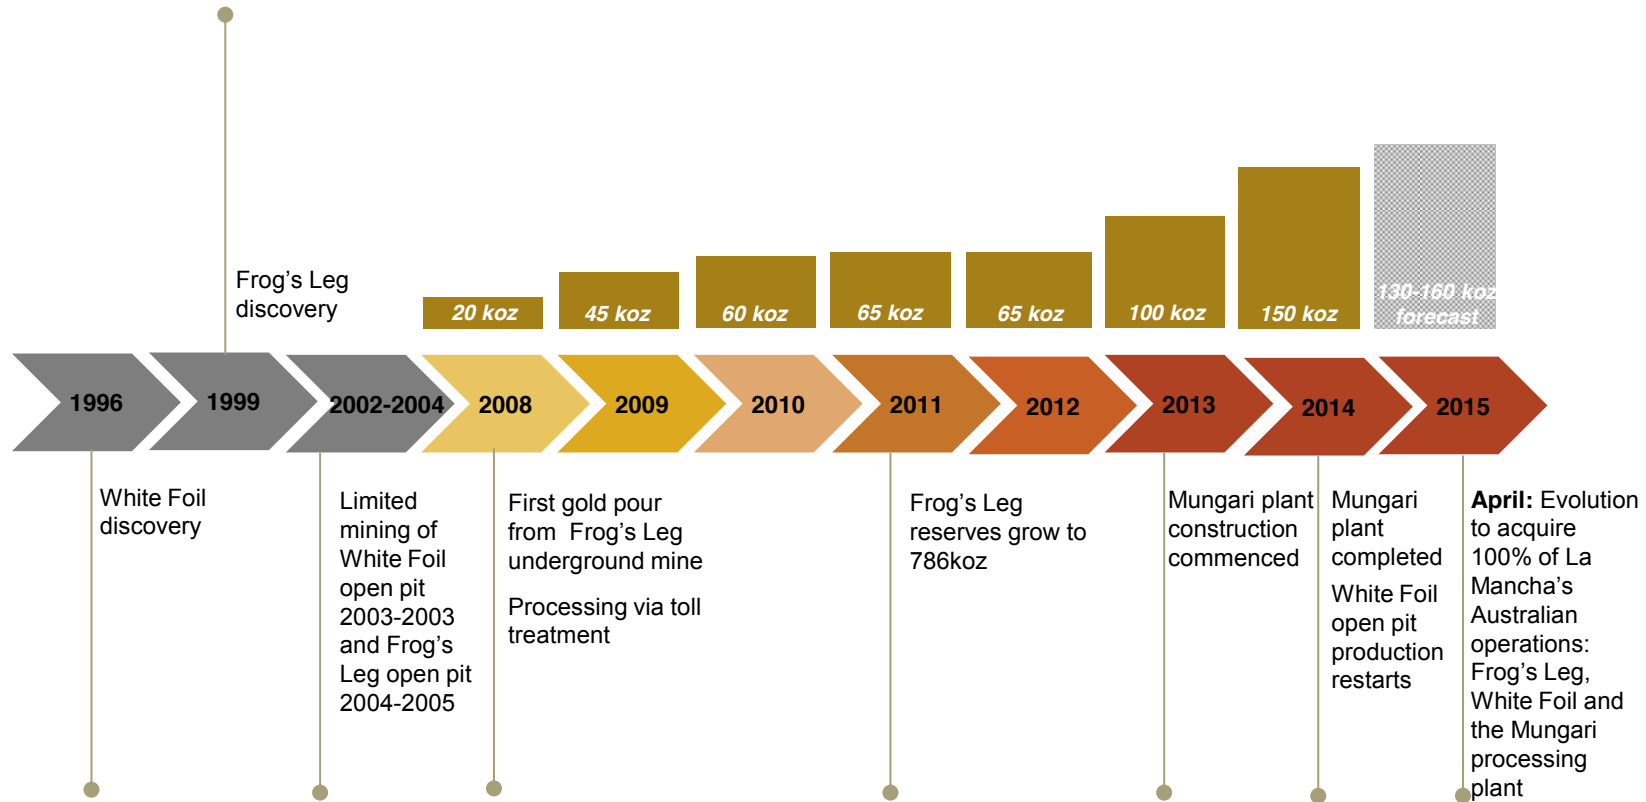 Frog’s Leg
discovery
20 koz
45 koz
60 koz
65 koz
65 koz
100 koz
150 koz
130-160 koz
forecast
1996
1999
2002-2004
2008
2009
2010
2011
2012
2013
2014
2015
White Foil
discovery
Limited
mining of
White Foil
open pit
2003-2003
and Frog’s
Leg open pit
2004-2005
First gold pour
from Frog’s Leg
underground mine
Processing via toll
treatment
Frog’s Leg
reserves grow to
786koz
Mungari plant
construction
commenced
Mungari
plant
completed
White Foil
open pit
production
restarts
April: Evolution
to acquire
100% of La
Mancha’s
Australian
operations:
Frog’s Leg,
White Foil and
the Mungari
processing
plant